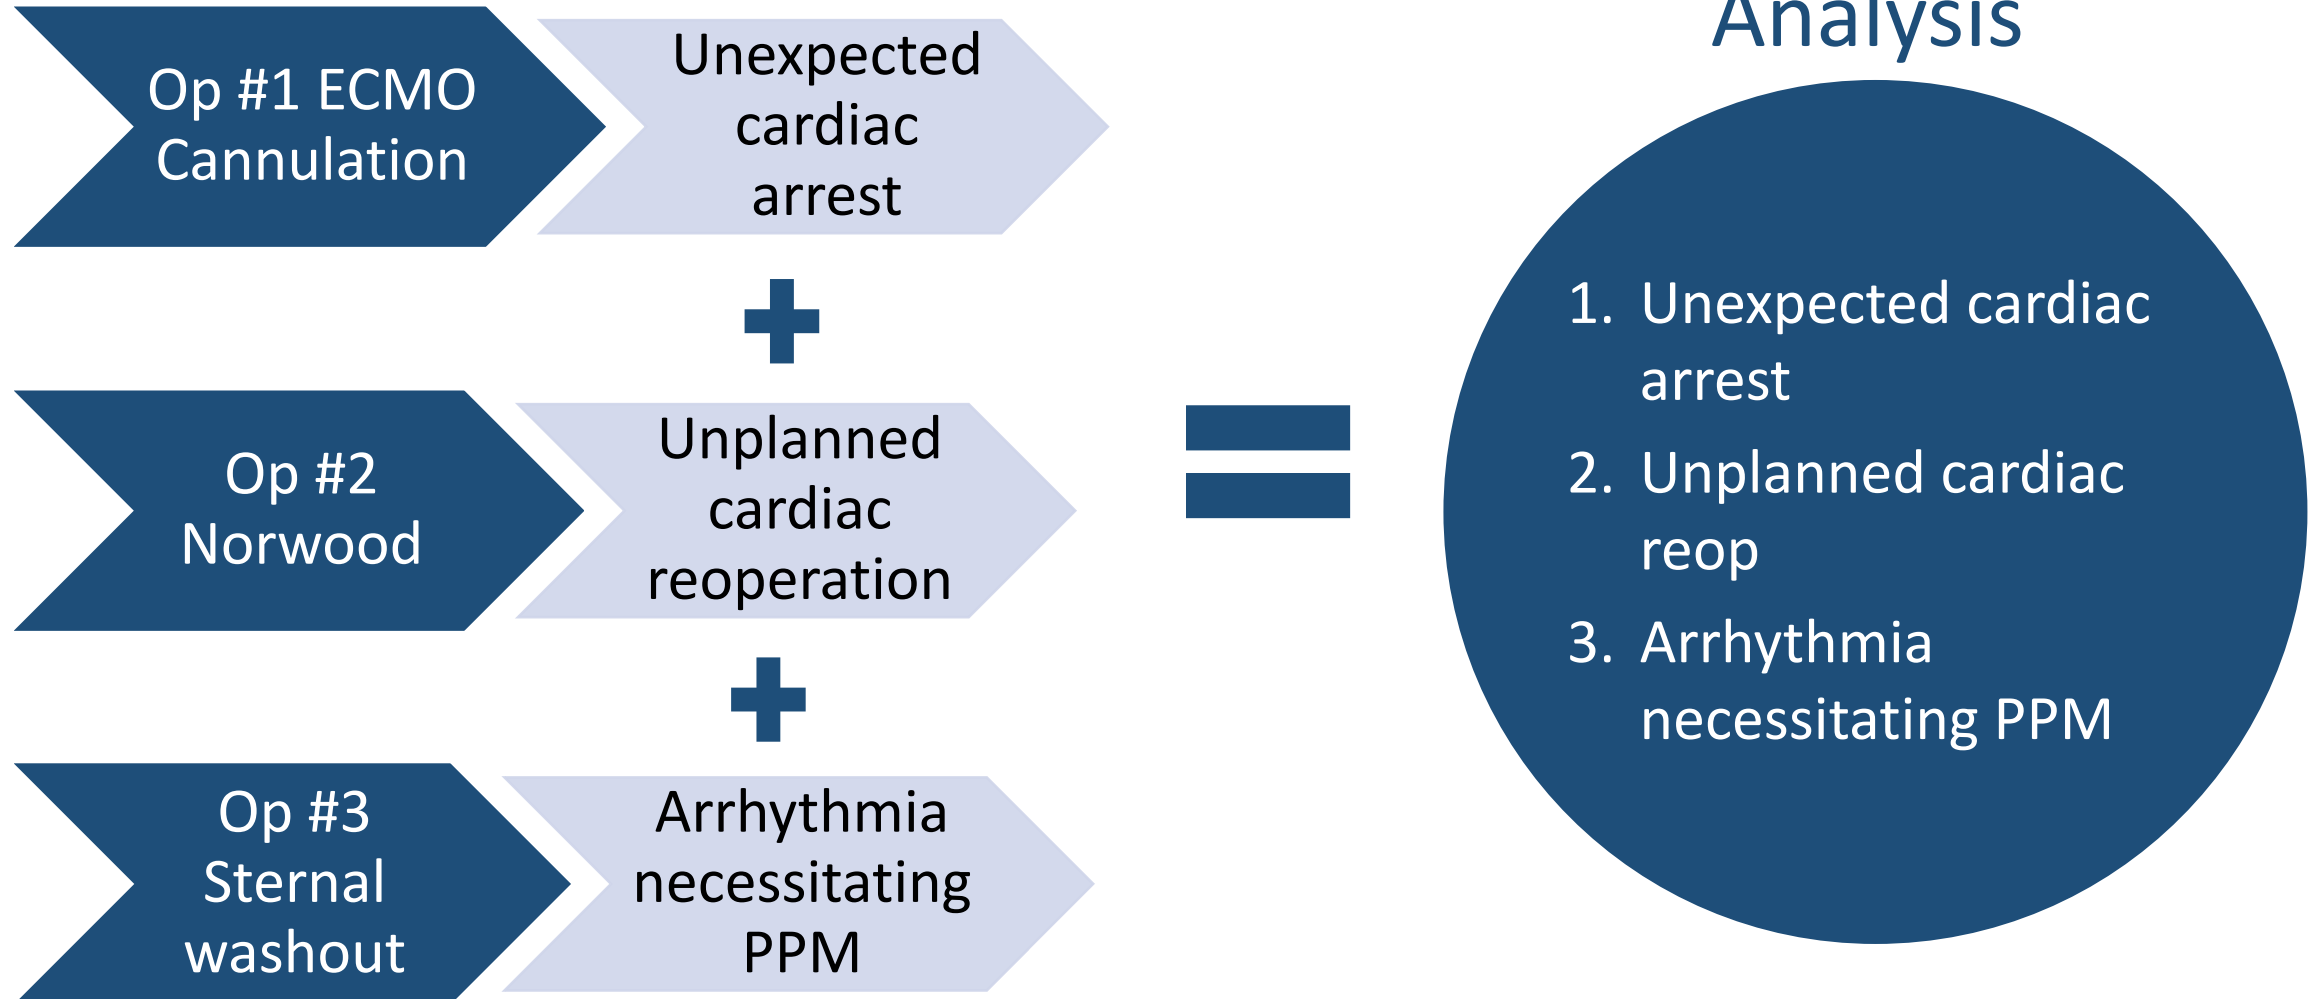 Op #1 ECMO
Cannulation
Unexpected
cardiac
arrest
Op #2
Norwood
Unplanned
cardiac
reoperation
Op #3
Sternal
washout
Arrhythmia
necessitating
PPM
Analysis
1. Unexpected cardiac
arrest
2. Unplanned cardiac
reop
3. Arrhythmia
necessitating PPM